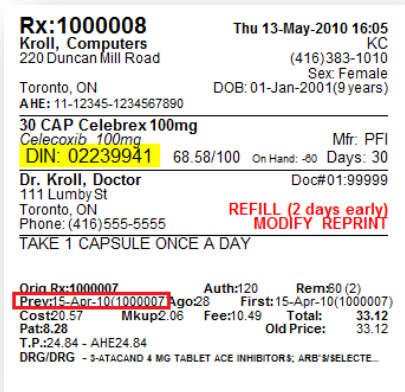 Rx:1000008 Thu 13-May-2010 16:05
Kroll, Computers KC
220 Duncan Mill Road (416)383-1010
Sex: Female
Toronto, ON DOB: 01-Jan-2001(9 years)
AHE: 11-12345-1234567890
30 CAP Celebrex 100mg
Celecoxib 100mg Mfr: PFI
DIN: 02239941 68.58/100 On Hand: -60 Days: 30
Dr. Kroll, Doctor Doc#01:99999
111 Lumby St
Toronto, ON REFILL (2 days early)
Phone: (416)555-5555 MODIFY REPRINT
TAKE 1 CAPSULE ONCE A DAY
Orig Rx:1000007 Auth:120 Rem:60 (2)
Prev:15-Apr-10(1000007) Ago:28 First:15-Apr-10(1000007)
Cost:20.57 Mkup:2.06 Fee:10.49 Total: 33.12
Pat:8.28 Old Price: 33.12
T.P.:24.84 - AHE24.84
DRG/DRG - 3-ATACAND 4 MG TABLET ACE INHIBITORS; ARB'S/SELECTE...